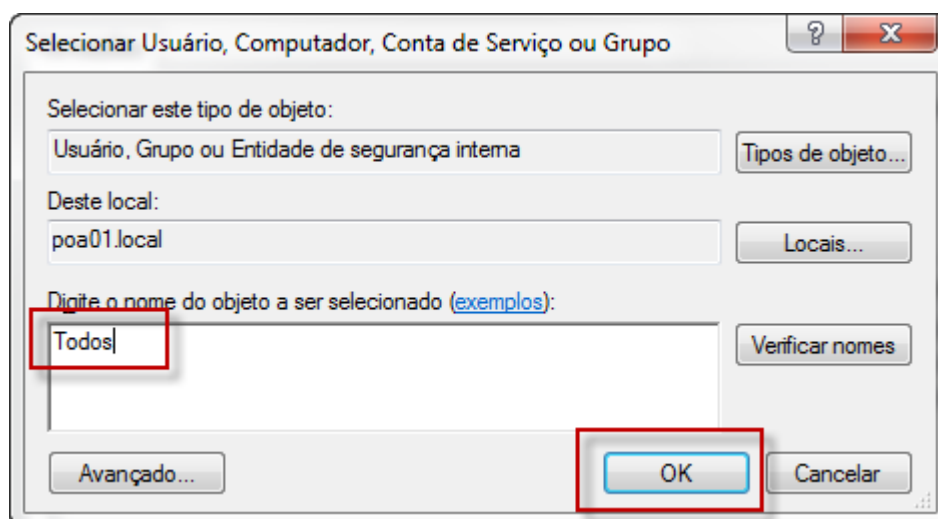 Selecionar Usuário, Computador, Conta de Serviço ou Grupo
Selecionar este tipo de objeto:
Usuário, Grupo ou Entidade de segurança interna
Tipos de objeto...
Deste local:
poa01.local
Locais...
Digite o nome do objeto a ser selecionado (exemplos):
Todos
Verificar nomes
Avançado...
OK
Cancelar